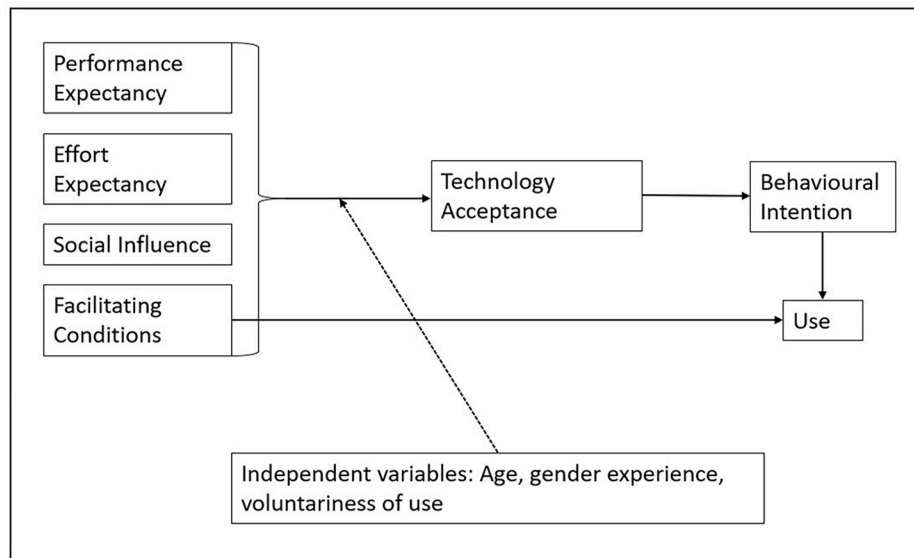 Performance
Expectancy
Effort
Expectancy
Social Influence
Facilitating
Conditions
Technology
Acceptance
Behavioural
Intention
Use
Independent variables: Age, gender experience,
voluntariness of use